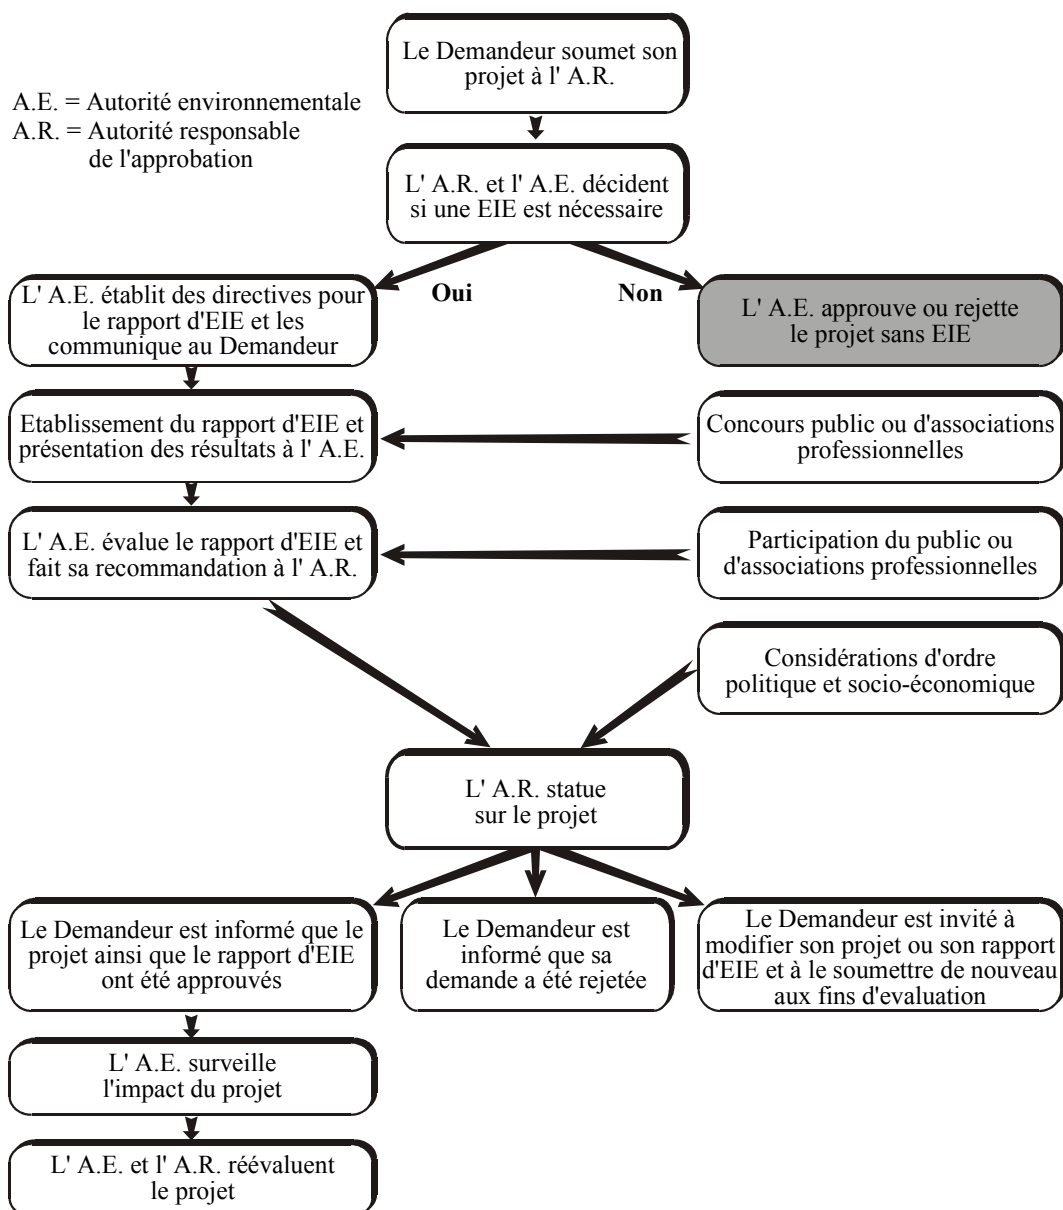 Le Demandeur soumet son
projet à l' A.R.
A.E. = Autorité environnementale
A.R. = Autorité responsable
de l'approbation
L' A.R. et l' A.E. décident
si une EIE est nécessaire
Oui
Non
L' A.E. établit des directives pour
le rapport d'EIE et les
communique au Demandeur
L' A.E. approuve ou rejette
le projet sans EIE
Etablissement du rapport d'EIE et
présentation des résultats à l' A.E.
Concours public ou d'associations
professionnelles
L' A.E. évalue le rapport d'EIE et
fait sa recommandation à l' A.R.
Participation du public ou
d'associations professionnelles
Considérations d'ordre
politique et socio-économique
L' A.R. statue
sur le projet
Le Demandeur est informé que le
projet ainsi que le rapport d'EIE
ont été approuvés
Le Demandeur est
informé que sa
demande a été rejetée
Le Demandeur est invité à
modifier son projet ou son rapport
d'EIE et à le soumettre de nouveau
aux fins d'evaluation
L' A.E. surveille
l'impact du projet
L' A.E. et l' A.R. réévaluent
le projet